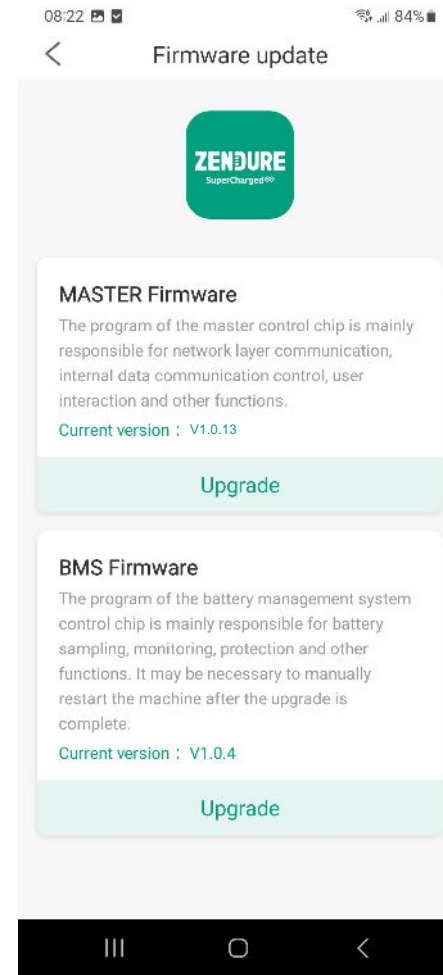 08:22 84%
Firmware update
ZENDURE
SuperCharged
MASTER Firmware
The program of the master control chip is mainly
responsible for network layer communication,
internal data communication control, user
interaction and other functions.
Current version : V1.0.13
Upgrade
BMS Firmware
The program of the battery management system
control chip is mainly responsible for battery
sampling, monitoring, protection and other
functions. It may be necessary to manually
restart the machine after the upgrade is
complete.
Current version : V1.0.4
Upgrade